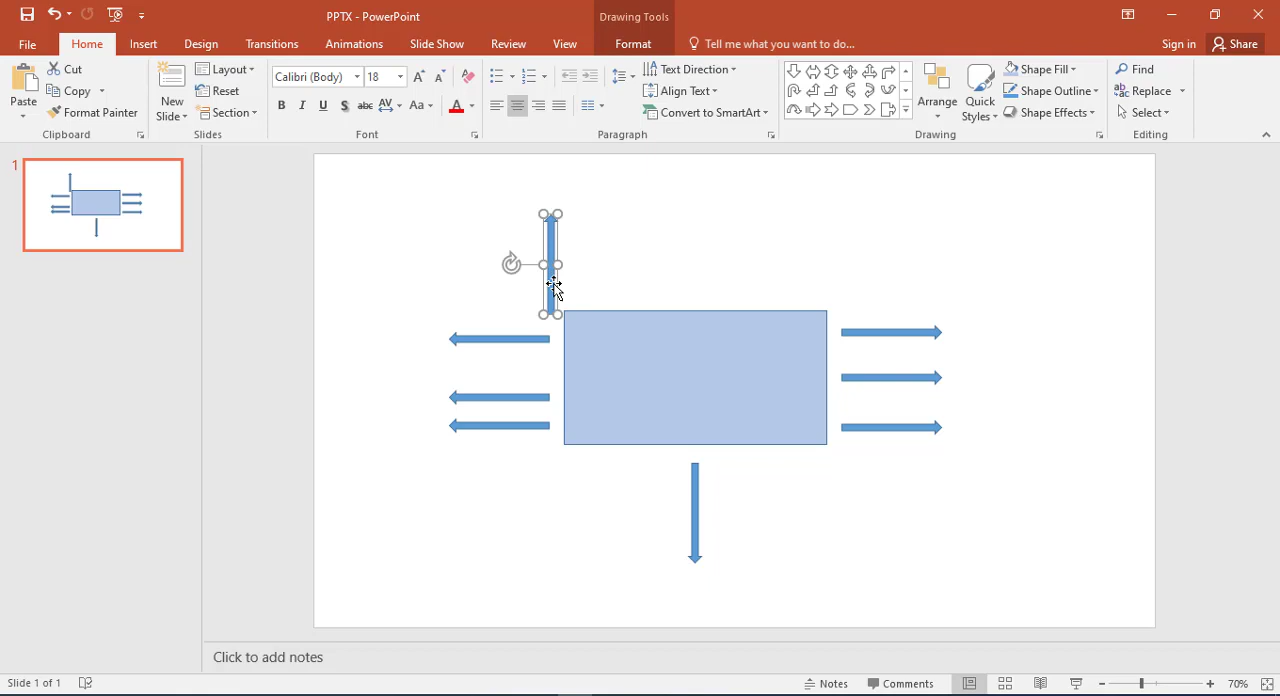 PPTX - PowerPoint
Drawing Tools
File Home Insert Design Transitions Animations Slide Show Review View Format Tell me what you want to do... Sign in Share
Paste
Cut
Copy
Format Painter
Clipboard
New
Slide
Layout
Reset
Section
Slides
Calibri (Body) 18
B I U S abc AV Aa A
Font
Text Direction
Align Text
Convert to SmartArt
Paragraph
Arrange
Quick
Styles
Shape Fill
Shape Outline
Shape Effects
Drawing
Find
Replace
Select
Editing
1
Click to add notes
Slide 1 of 1 Notes Comments 70%